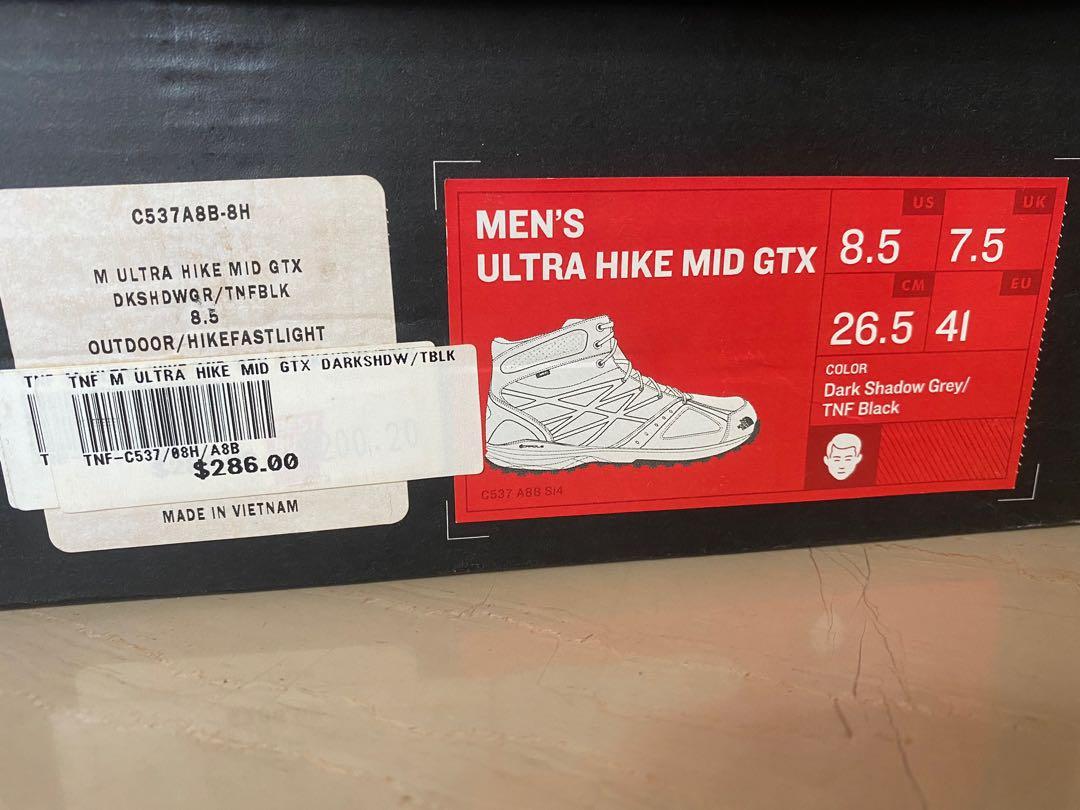 C537A8B-8H
M ULTRA HIKE MID GTX
DKSHDWGR/TNFBLK
8.5
OUTDOOR/HIKEFASTLIGHT
TNF M ULTRA HIKE MID GTX DARKSHDW/TBLK
TNF-C537/08H/A8B
$286.00
MADE IN VIETNAM
MEN'S
ULTRA HIKE MID GTX
US
8.5
UK
7.5
CM
26.5
EU
41
COLOR
Dark Shadow Grey/
TNF Black
C537 A8B Si4